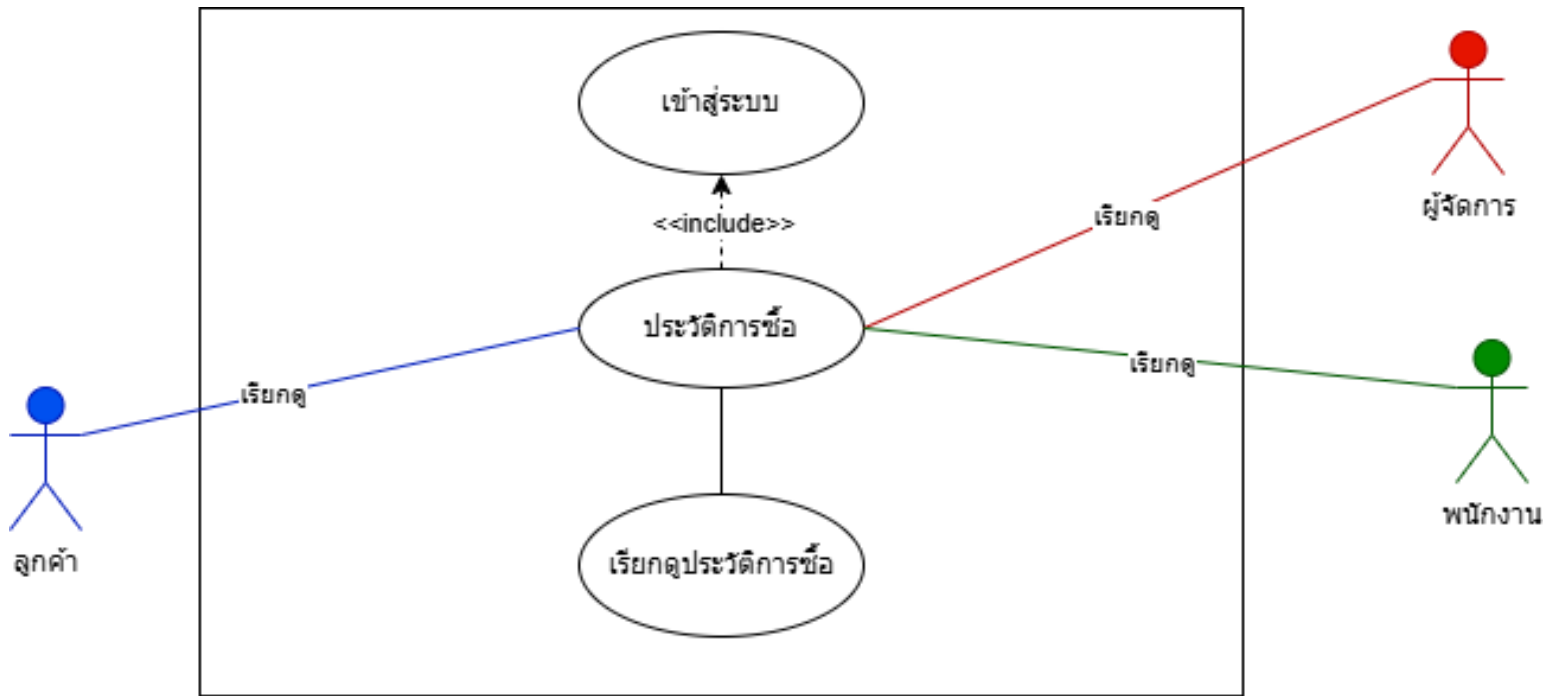 เข้าสู่ระบบ
<<include>>
ผู้จัดการ
เรียกดู
ประวัติการซื้อ
เรียกดู
เรียกดู
พนักงาน
ลูกค้า
เรียกดูประวัติการซื้อ